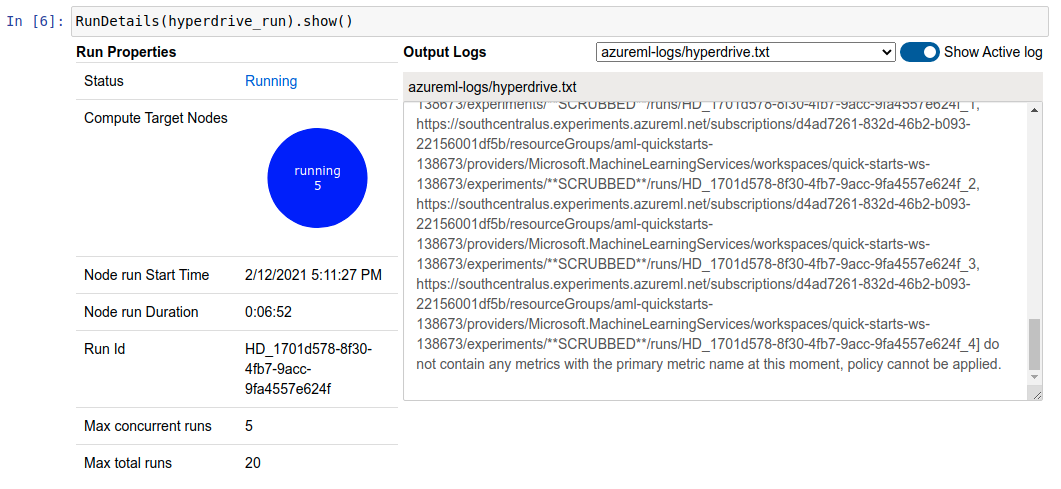 In [6]: RunDetails(hyperdrive_run).show()
Run Properties
Status Running
Compute Target Nodes
running
5
Node run Start Time 2/12/2021 5:11:27 PM
Node run Duration 0:06:52
Run Id HD_1701d578-8f30-
4fb7-9acc-
9fa4557e624f
Max concurrent runs 5
Max total runs 20
Output Logs azureml-logs/hyperdrive.txt Show Active log
azureml-logs/hyperdrive.txt
138673/experiments/**SCRUBBED**/runs/HD_1701d578-8f30-4fb7-9acc-9fa4557e624f_1,
https://southcentralus.experiments.azureml.net/subscriptions/d4ad7261-832d-46b2-b093-
22156001df5b/resourceGroups/aml-quickstarts-
138673/providers/Microsoft.MachineLearningServices/workspaces/quick-starts-ws-
138673/experiments/**SCRUBBED**/runs/HD_1701d578-8f30-4fb7-9acc-9fa4557e624f_2,
https://southcentralus.experiments.azureml.net/subscriptions/d4ad7261-832d-46b2-b093-
22156001df5b/resourceGroups/aml-quickstarts-
138673/providers/Microsoft.MachineLearningServices/workspaces/quick-starts-ws-
138673/experiments/**SCRUBBED**/runs/HD_1701d578-8f30-4fb7-9acc-9fa4557e624f_3,
https://southcentralus.experiments.azureml.net/subscriptions/d4ad7261-832d-46b2-b093-
22156001df5b/resourceGroups/aml-quickstarts-
138673/providers/Microsoft.MachineLearningServices/workspaces/quick-starts-ws-
138673/experiments/**SCRUBBED**/runs/HD_1701d578-8f30-4fb7-9acc-9fa4557e624f_4] do
not contain any metrics with the primary metric name at this moment, policy cannot be applied.